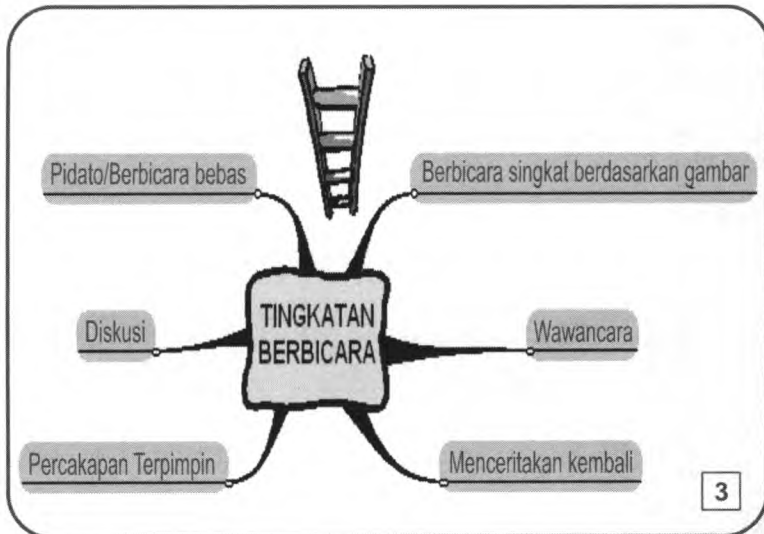 Pidato/Berbicara bebas
Berbicara singkat berdasarkan gambar
TINGKATAN
BERBICARA
Diskusi
Wawancara
Percakapan Terpimpin
Menceritakan kembali
3